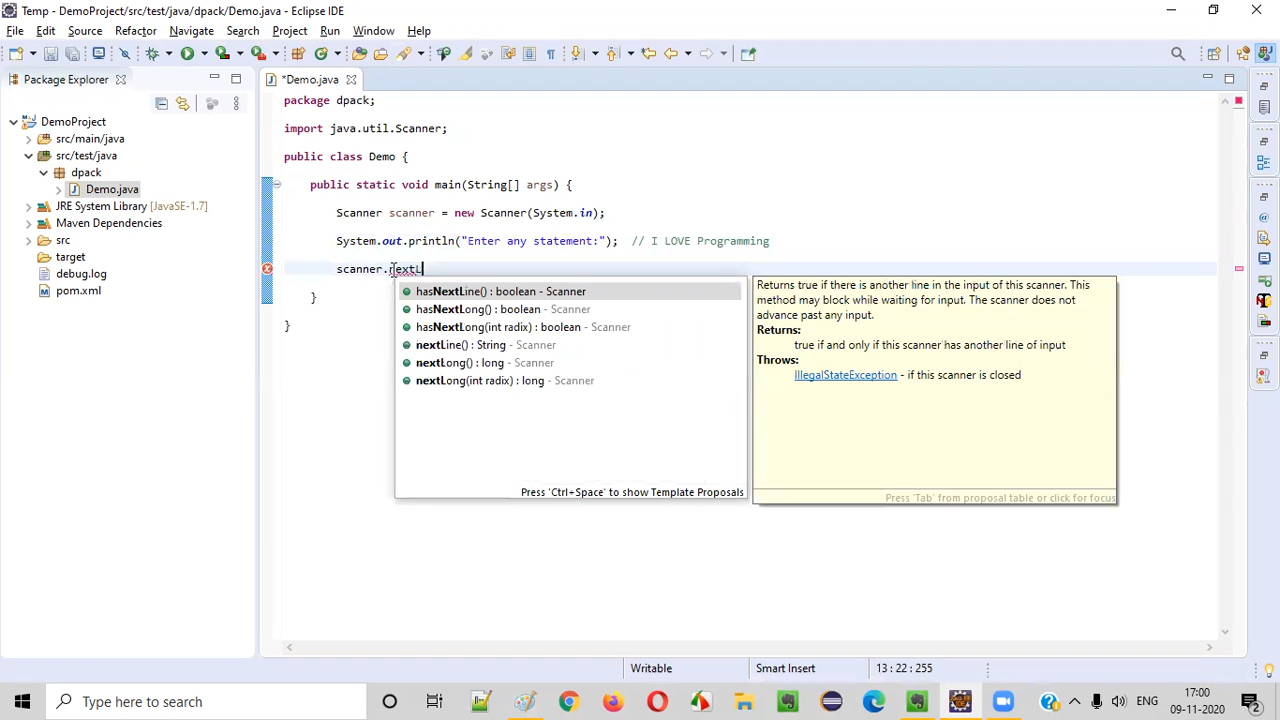 Temp - DemoProject/src/test/java/dpack/Demo.java - Eclipse IDE
File Edit Source Refactor Navigate Search Project Run Window Help
Package Explorer
*Demo.java
DemoProject
src/main/java
src/test/java
dpack
Demo.java
JRE System Library [JavaSE-1.7]
Maven Dependencies
src
target
debug.log
pom.xml
package dpack;
import java.util.Scanner;
public class Demo {
public static void main(String[] args) {
Scanner scanner = new Scanner(System.in);
System.out.println("Enter any statement:"); // I LOVE Programming
scanner.nextL
}
}
hasNextLine() : boolean - Scanner
hasNextLong() : boolean - Scanner
hasNextLong(int radix) : boolean - Scanner
nextLine() : String - Scanner
nextLong() : long - Scanner
nextLong(int radix) : long - Scanner
Press 'Ctrl+Space' to show Template Proposals
Returns true if there is another line in the input of this scanner. This
method may block while waiting for input. The scanner does not
advance past any input.
Returns:
true if and only if this scanner has another line of input
Throws:
IllegalStateException - if this scanner is closed
Press 'Tab' from proposal table or click for focus
Writable
Smart Insert
13 : 22 : 255
Type here to search
ENG
17:00
09-11-2020
2